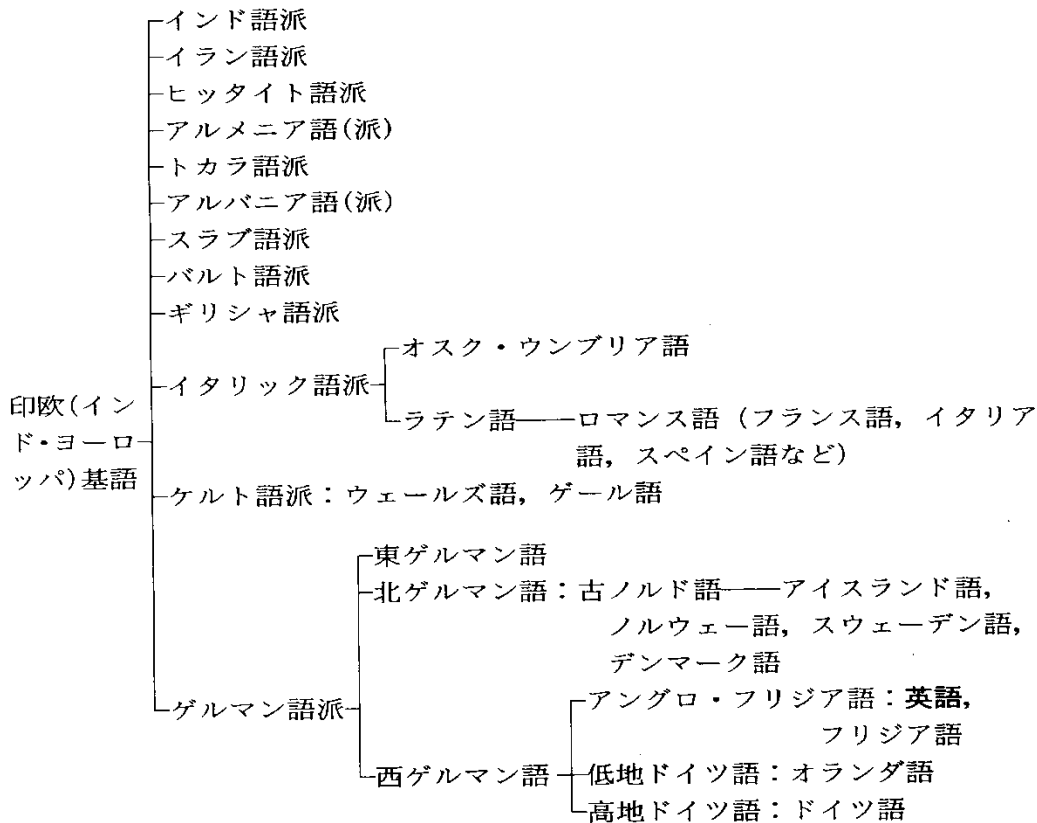 インド語派
イラン語派
ヒッタイト語派
アルメニア語(派)
トカラ語派
アルバニア語(派)
スラブ語派
バルト語派
ギリシャ語派
印欧(イン
ド・ヨーロ
ッパ)基語
イタリック語派
オスク・ウンブリア語
ラテン語――ロマンス語 (フランス語, イタリア
語, スペイン語など)
ケルト語派：ウェールズ語, ゲール語
ゲルマン語派
東ゲルマン語
北ゲルマン語：古ノルド語――アイスランド語,
ノルウェー語, スウェーデン語,
デンマーク語
西ゲルマン語
アングロ・フリジア語：英語,
フリジア語
低地ドイツ語：オランダ語
高地ドイツ語：ドイツ語